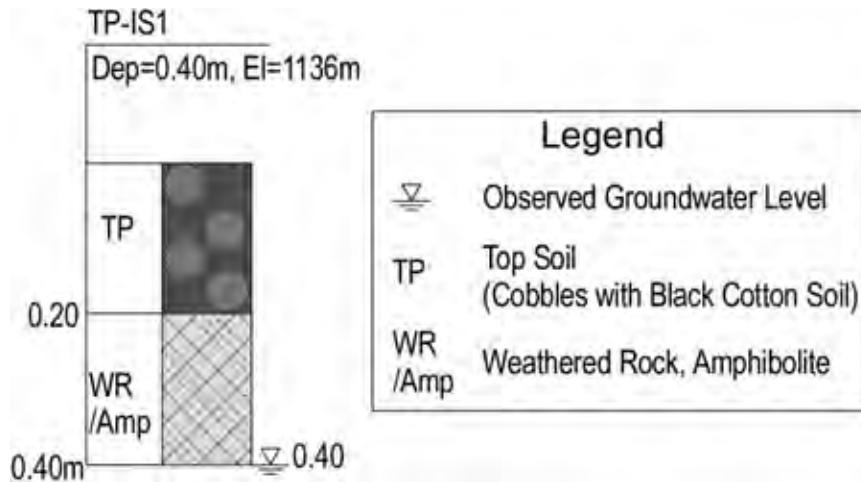 TP-IS1
Dep=0.40m, El=1136m
TP
0.20
WR
/Amp
0.40m
0.40
Legend
Observed Groundwater Level
TP
Top Soil
(Cobbles with Black Cotton Soil)
WR
/Amp
Weathered Rock, Amphibolite